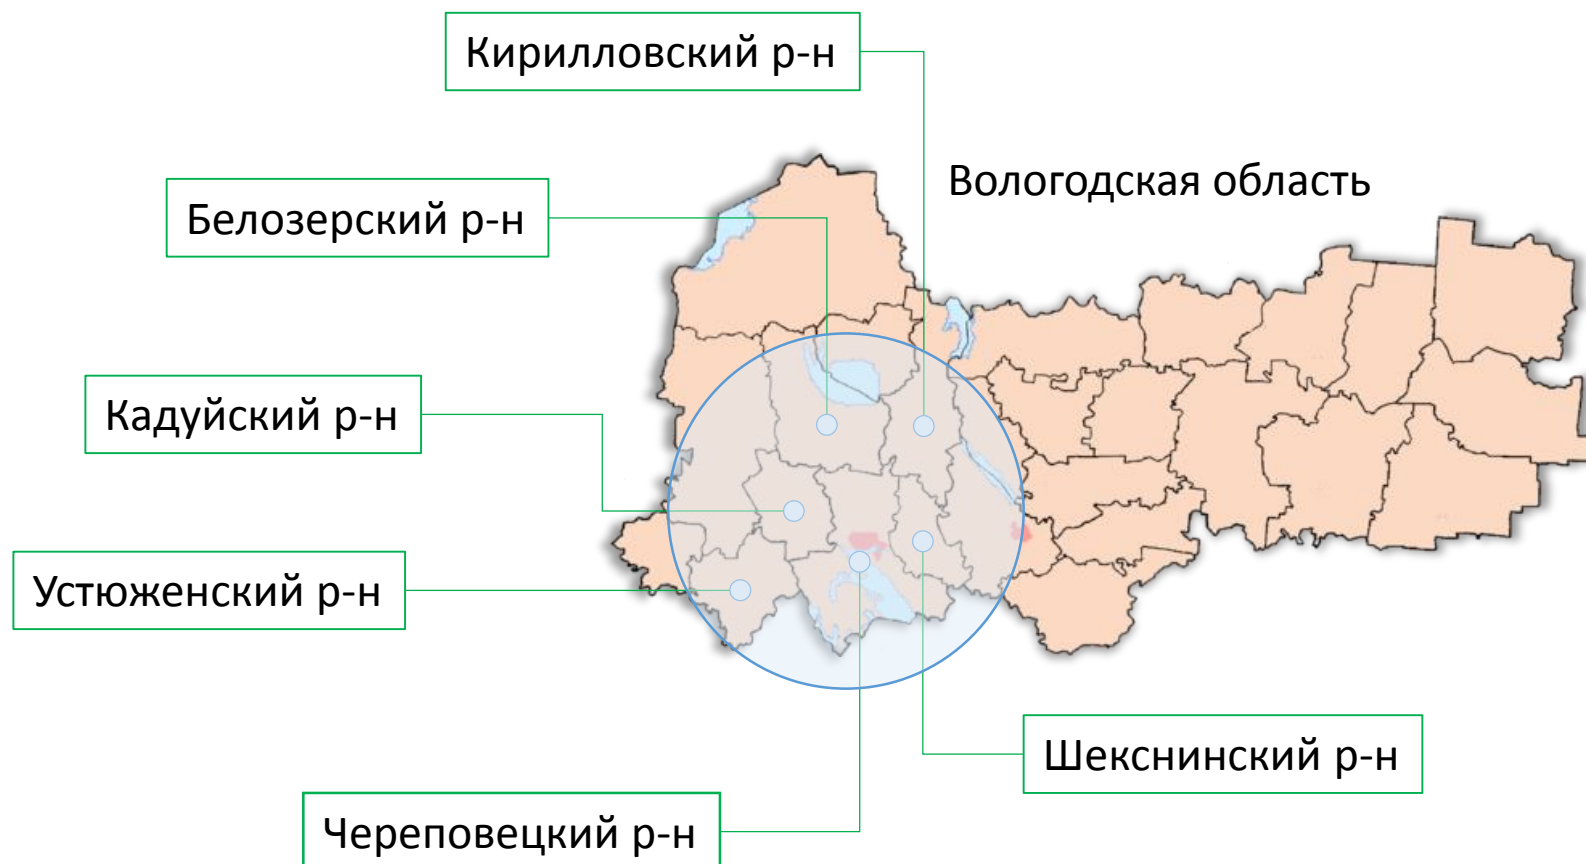 Кирилловский р-н
Вологодская область
Белозерский р-н
Кадуйский р-н
Устюженский р-н
Шекснинский р-н
Череповецкий р-н